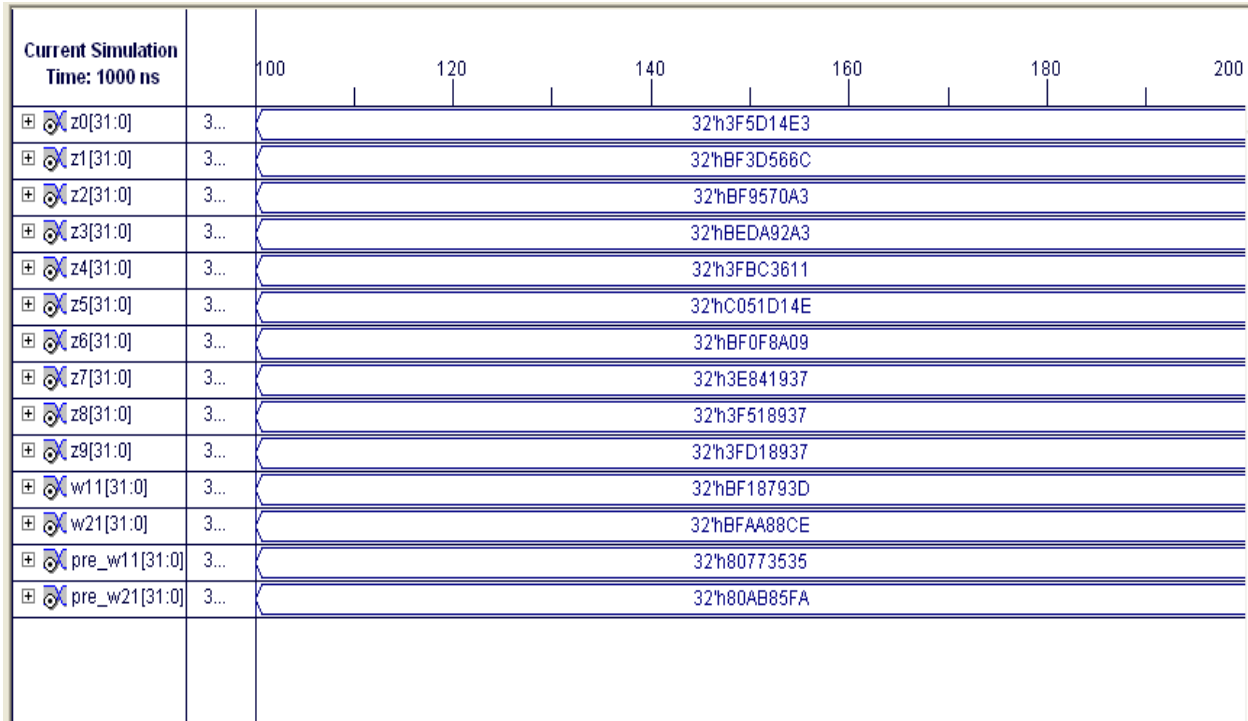 Current Simulation
Time: 1000 ns
100 120 140 160 180 200
z0[31:0] 3... 32'h3F5D14E3
z1[31:0] 3... 32'hBF3D566C
z2[31:0] 3... 32'hBF9570A3
z3[31:0] 3... 32'hBEDA92A3
z4[31:0] 3... 32'h3FBC3611
z5[31:0] 3... 32'hC051D14E
z6[31:0] 3... 32'hBF0F8A09
z7[31:0] 3... 32'h3E841937
z8[31:0] 3... 32'h3F518937
z9[31:0] 3... 32'h3FD18937
w11[31:0] 3... 32'hBF18793D
w21[31:0] 3... 32'hBFAA88CE
pre_w11[31:0] 3... 32'h80773535
pre_w21[31:0] 3... 32'h80AB85FA